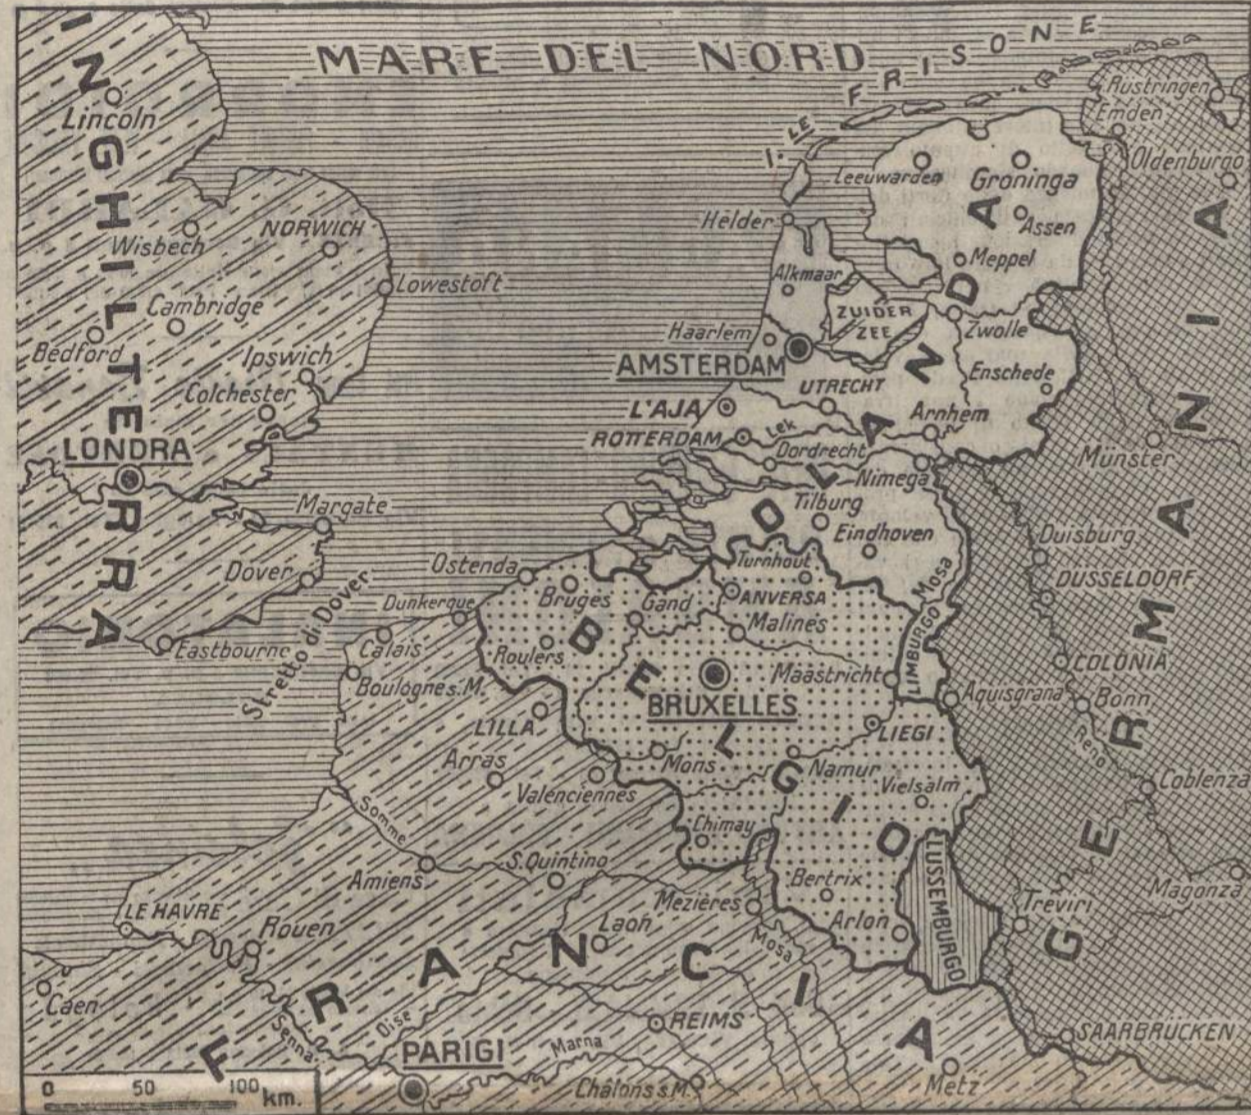 MARE DEL NORD
I. LE FRISONE
INGHILTERRA
Lincoln
Wisbech
NORWICH
Lowestoft
Cambridge
Bedford
Ipswich
Colchester
LONDRA
Margate
Dover
Eastbourne
Stretto di Dover
OLANDA
Leeuwarden
Groninga
Assen
Helder
Meppel
Alkmaar
ZUIDER
ZEE
Zwolle
Haarlem
AMSTERDAM
Enschede
UTRECHT
L'AJA
Arnhem
Lek
ROTTERDAM
Dordrecht
Nimega
Tilburg
Eindhoven
LIMBURGO
Mosa
Maastricht
BELGIO
Ostenda
Bruges
Gand
Turnhout
ANVERSA
Malines
Roulers
BRUXELLES
LIEGI
Mons
Namur
Vielsalm
Chimay
Bertrix
Arlon
LUSSEMBURGO
GERMANIA
Rustringen
Emden
Oldenburgo
Münster
Duisburg
DÜSSELDORF
COLONIA
Aquisgrana
Bonn
Reno
Coblenza
Magonza
Treviri
SAARBRÜCKEN
FRANCIA
Dunkerque
Calais
Boulogne s.M.
LILLA
Arras
Valenciennes
Somme
Amiens
S. Quintino
LE HAVRE
Rouen
Laon
Mezières
Mosa
Caen
Senna
Oise
REIMS
PARIGI
Marna
Châlons s.M.
Metz
0 50 100 km.